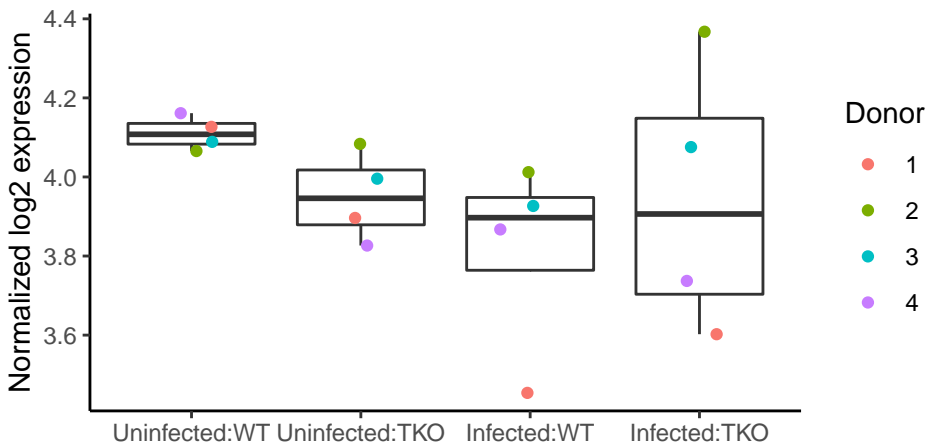 Normalized log2 expression
4.4
4.2
4.0
3.8
3.6
Uninfected:WT
Uninfected:TKO
Infected:WT
Infected:TKO
Donor
1
2
3
4